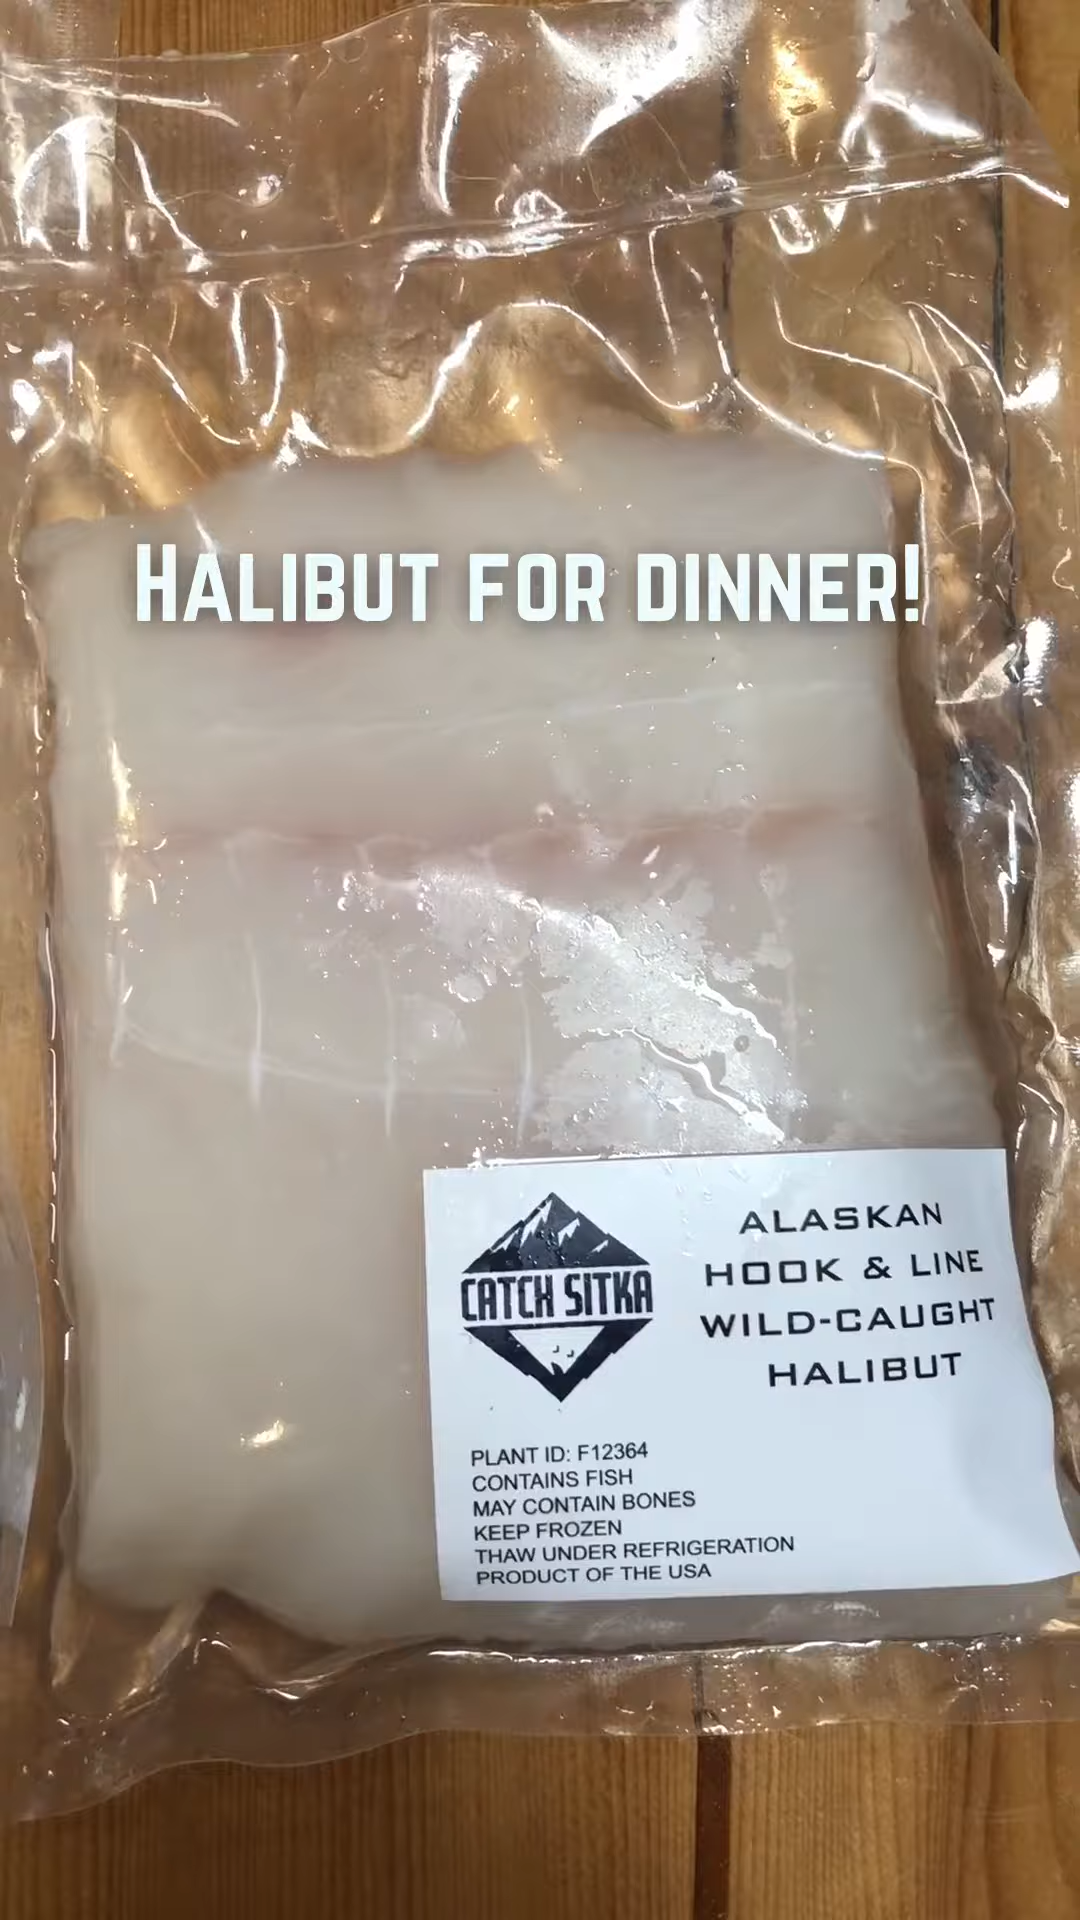 HALIBUT FOR DINNER!
CATCH SITKA
ALASKAN
HOOK & LINE
WILD-CAUGHT
HALIBUT
PLANT ID: F12364
CONTAINS FISH
MAY CONTAIN BONES
KEEP FROZEN
THAW UNDER REFRIGERATION
PRODUCT OF THE USA